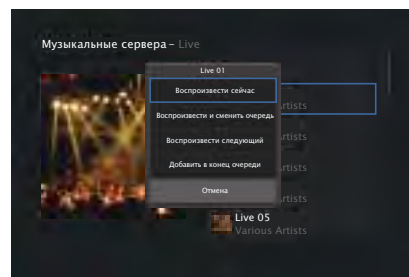 Музыкальные сервера – Live
Live 01
Воспроизвести сейчас
Artists
Воспроизвести и сменить очередь
Artists
Воспроизвести следующий
Добавить в конец очереди
Artists
Отмена
Artists
Live 05
Various Artists